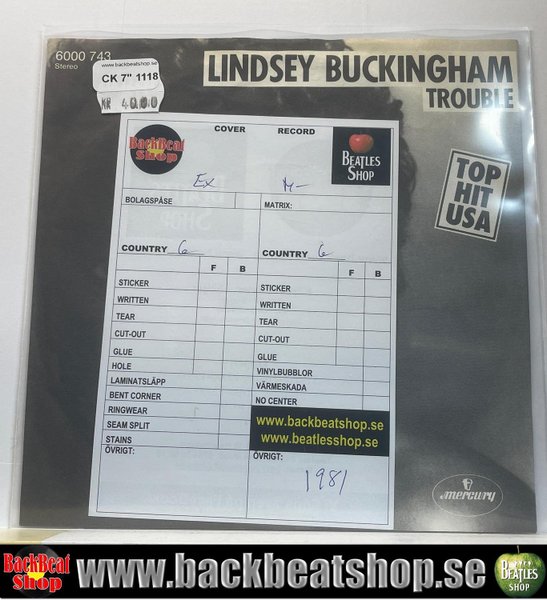 6000 743
Stereo
www.backbeatshop.se
CK 7" 1118
KR 40.00
LINDSEY BUCKINGHAM
TROUBLE
TOP
HIT
USA
COVER RECORD
BackBeat
Shop
BEATLES
SHOP
Ex M-
BOLAGSPÅSE MATRIX:
COUNTRY G COUNTRY G
F B F B
STICKER STICKER
WRITTEN WRITTEN
TEAR TEAR
CUT-OUT CUT-OUT
GLUE GLUE
HOLE VINYLBUBBLOR
LAMINATSLÄPP VÄRMESKADA
BENT CORNER NO CENTER
RINGWEAR
SEAM SPLIT
STAINS
www.backbeatshop.se
www.beatlesshop.se
ÖVRIGT: ÖVRIGT:
1981
mercury
BackBeat
Shop
www.backbeatshop.se
BEATLES
SHOP